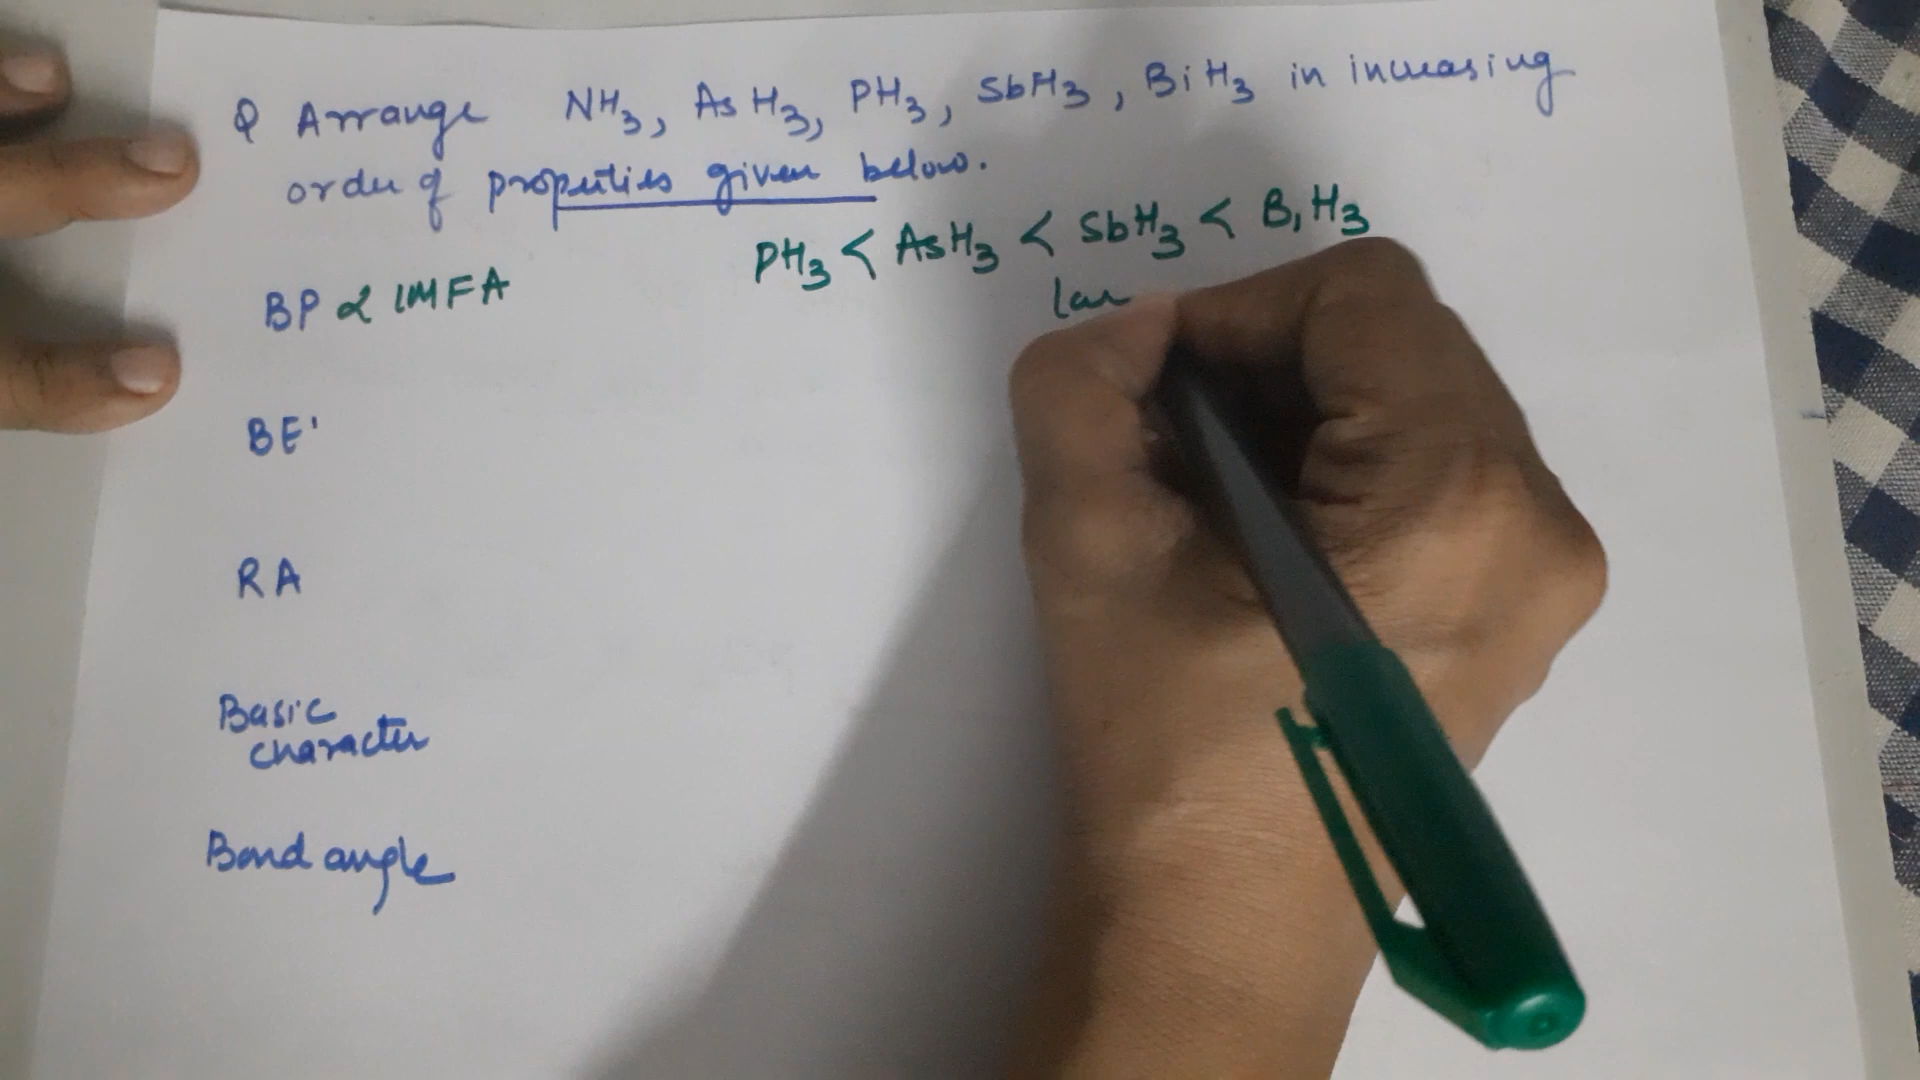 Q Arrange NH3, AsH3, PH3, SbH3, BiH3 in increasing
order of properties given below.
PH3 < AsH3 < SbH3 < BiH3
lar
BP α IMFA
BE'
RA
Basic
character
Bond angle